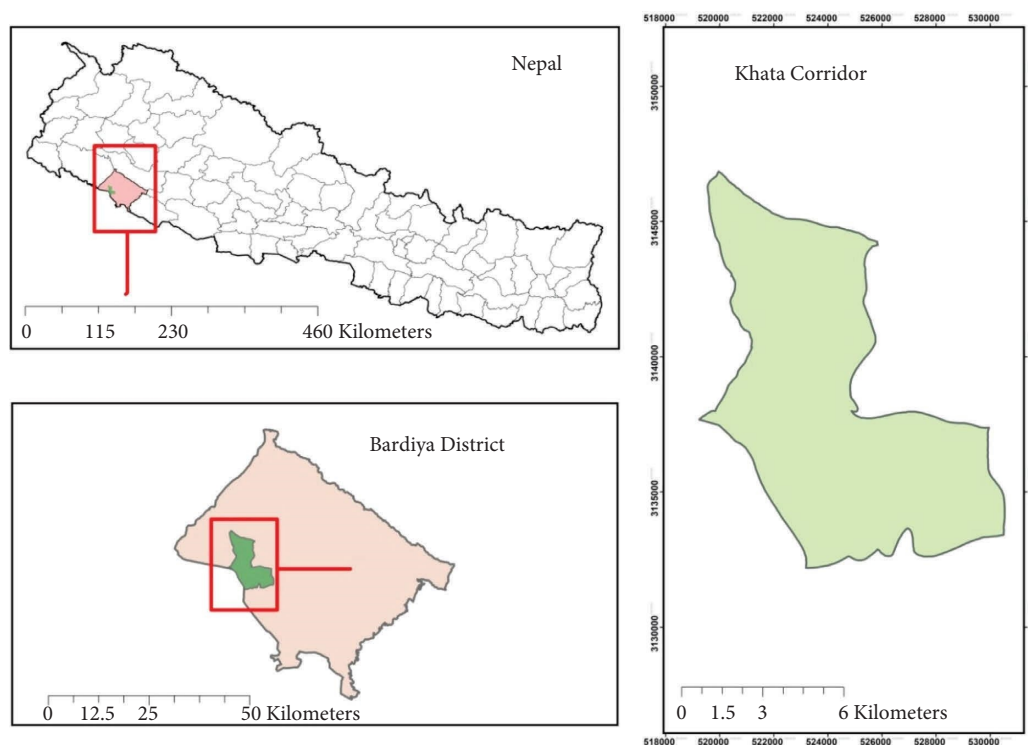 Nepal
0 115 230 460 Kilometers
Bardiya District
0 12.5 25 50 Kilometers
518000 520000 522000 524000 526000 528000 530000
Khata Corridor
3150000
3145000
3140000
3135000
3130000
0 1.5 3 6 Kilometers
518000 520000 522000 524000 526000 528000 530000